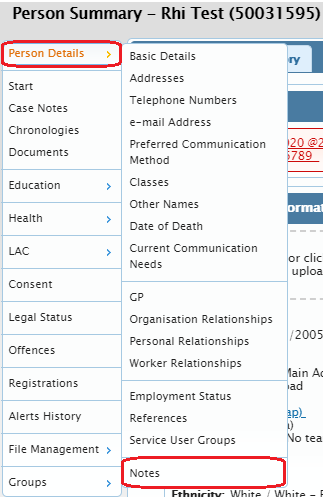 Person Summary - Rhi Test (50031595)
Person Details
Start
Case Notes
Chronologies
Documents
Education
Health
LAC
Consent
Legal Status
Offences
Registrations
Alerts History
File Management
Groups
Basic Details
Addresses
Telephone Numbers
e-mail Address
Preferred Communication
Method
Classes
Other Names
Date of Death
Current Communication
Needs
GP
Organisation Relationships
Personal Relationships
Worker Relationships
Employment Status
References
Service User Groups
Notes
ry
020 @2
6789
format
or clic
uploa
/2005
Main Ad
oad
ap)
)
No tea
Ethnicity: White / White - B